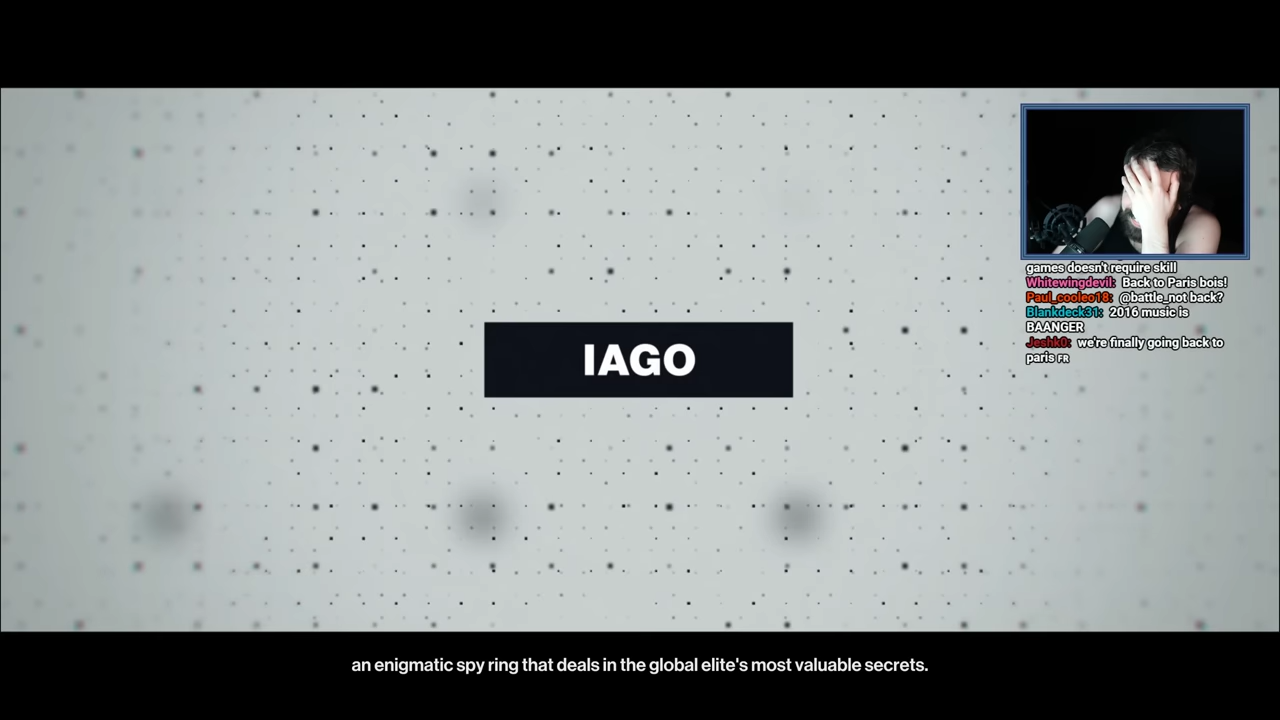 IAGO
games doesn't require skill
Whitewingdevil: Back to Paris bois!
Paul_cooleo18: @battle_not back?
Blankdeck31: 2016 music is
BAANGER
Jeshk0: we're finally going back to
paris FR
an enigmatic spy ring that deals in the global elite's most valuable secrets.